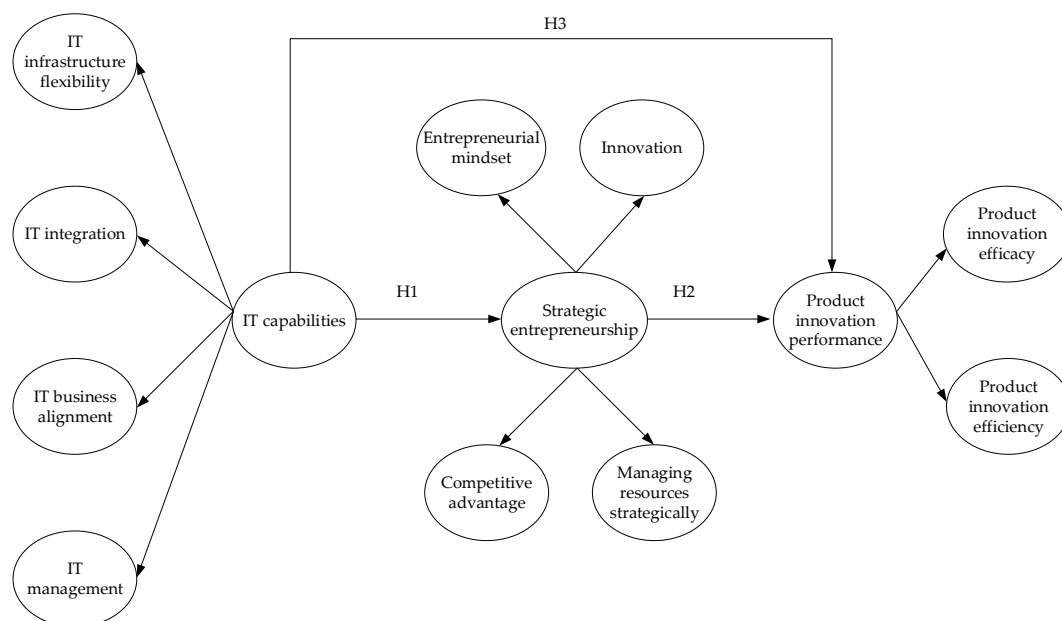 H3
IT
infrastructure
flexibility
Entrepreneurial
mindset
Innovation
IT integration
Product
innovation
efficacy
IT capabilities
H1
Strategic
entrepreneurship
H2
Product
innovation
performance
IT business
alignment
Product
innovation
efficiency
Competitive
advantage
Managing
resources
strategically
IT
management